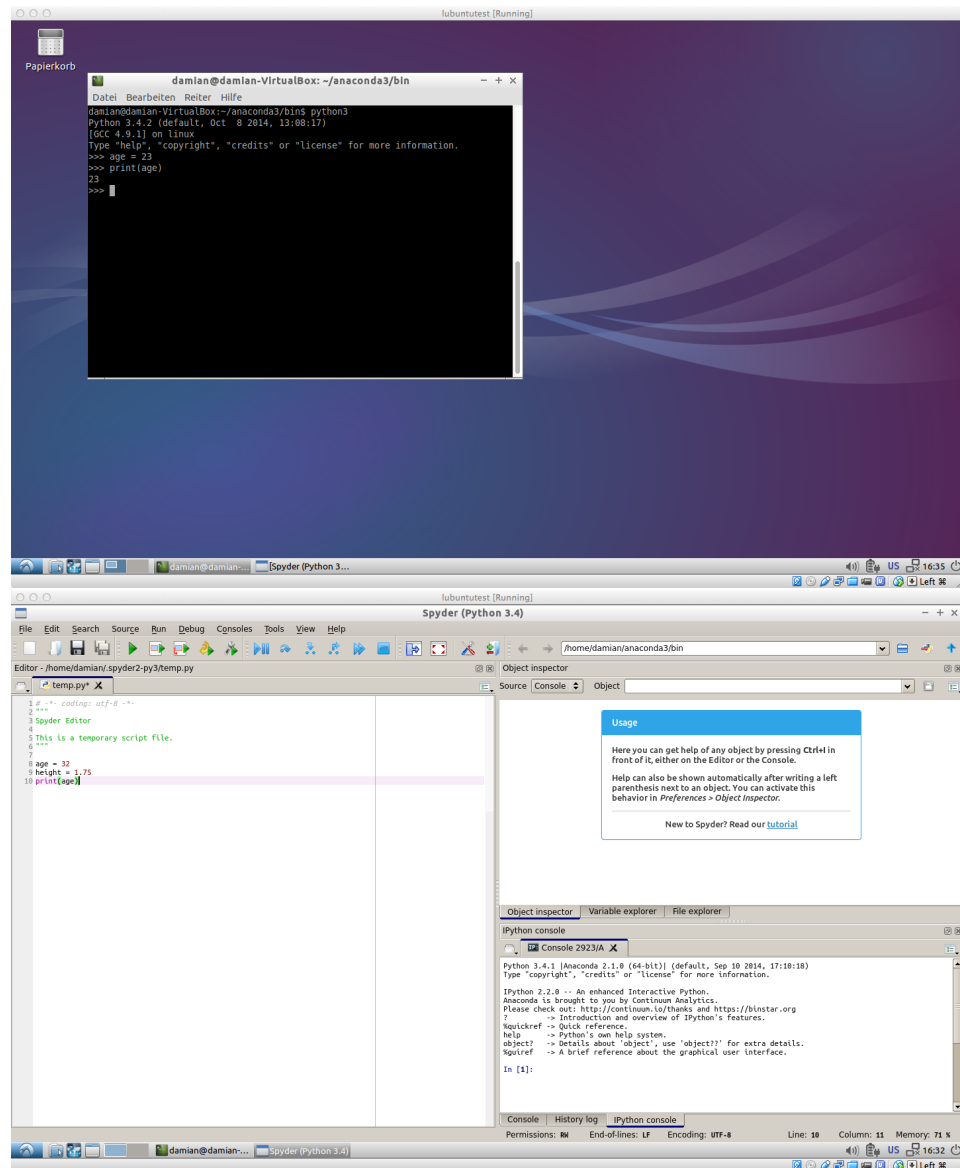 lubuntutest [Running]
Papierkorb
damian@damian-VirtualBox: ~/anaconda3/bin
Datei Bearbeiten Reiter Hilfe
damian@damian-VirtualBox:~/anaconda3/bin$ python3
Python 3.4.2 (default, Oct  8 2014, 13:08:17)
[GCC 4.9.1] on linux
Type "help", "copyright", "credits" or "license" for more information.
>>> age = 23
>>> print(age)
23
>>>
damian@damian-... [Spyder (Python 3... US 16:35
Left ⌘
lubuntutest [Running]
Spyder (Python 3.4)
File Edit Search Source Run Debug Consoles Tools View Help
/home/damian/anaconda3/bin
Editor - /home/damian/.spyder2-py3/temp.py
temp.py*
1 # -*- coding: utf-8 -*-
2 """
3 Spyder Editor
4
5 This is a temporary script file.
6 """
7
8 age = 32
9 height = 1.75
10 print(age)
Object inspector
Source Console Object
Usage
Here you can get help of any object by pressing Ctrl+I in
front of it, either on the Editor or the Console.
Help can also be shown automatically after writing a left
parenthesis next to an object. You can activate this
behavior in Preferences > Object Inspector.
New to Spyder? Read our tutorial
Object inspector Variable explorer File explorer
IPython console
Console 2923/A
Python 3.4.1 |Anaconda 2.1.0 (64-bit)| (default, Sep 10 2014, 17:10:18)
Type "copyright", "credits" or "license" for more information.
IPython 2.2.0 -- An enhanced Interactive Python.
Anaconda is brought to you by Continuum Analytics.
Please check out: http://continuum.io/thanks and https://binstar.org
?         -> Introduction and overview of IPython's features.
%quickref -> Quick reference.
help      -> Python's own help system.
object?   -> Details about 'object', use 'object??' for extra details.
%guiref   -> A brief reference about the graphical user interface.
In [1]:
Console History log IPython console
Permissions: RW End-of-lines: LF Encoding: UTF-8 Line: 10 Column: 11 Memory: 71 %
damian@damian-... Spyder (Python 3.4) US 16:32
Left ⌘